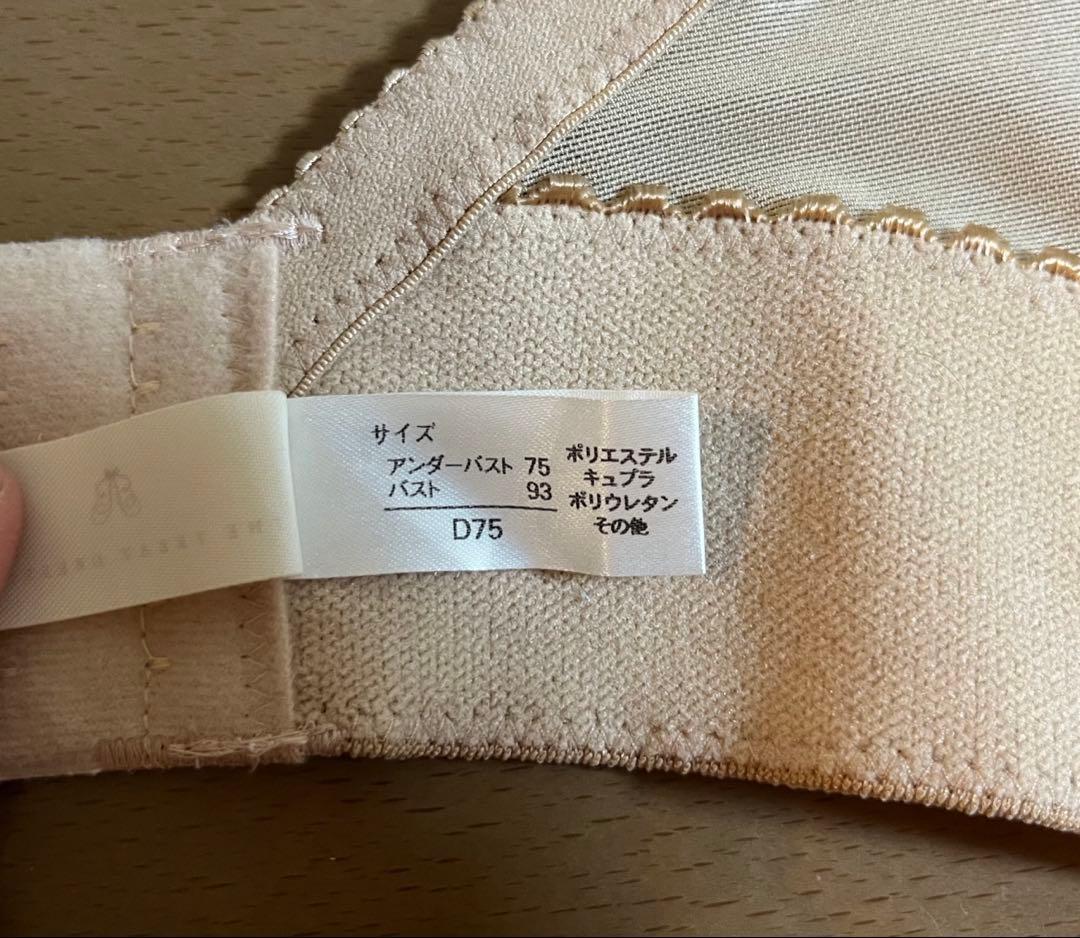 サイズ
アンダーバスト 75
バスト 93
D75
ポリエステル
キュプラ
ポリウレタン
その他